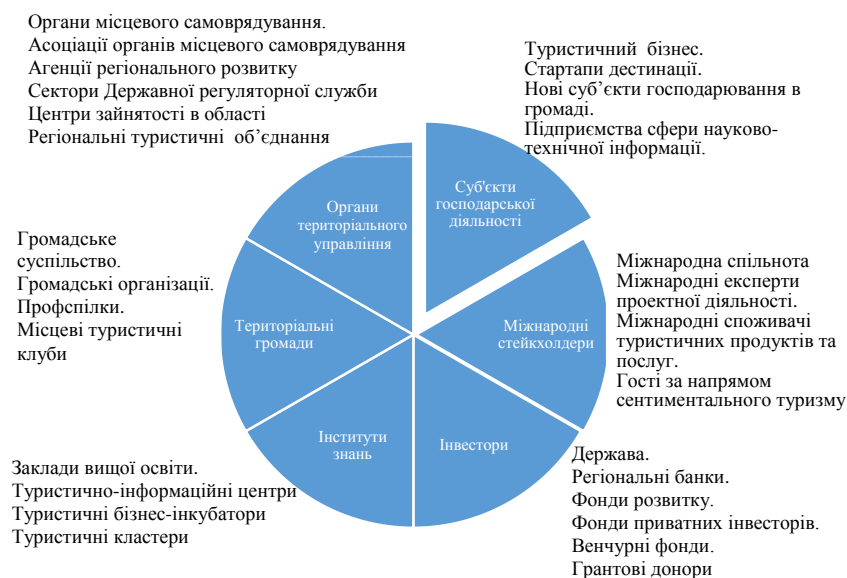 Органи місцевого самоврядування.
Асоціації органів місцевого самоврядування
Агенції регіонального розвитку
Сектори Державної регуляторної служби
Центри зайнятості в області
Регіональні туристичні об’єднання
Туристичний бізнес.
Стартапи дестинації.
Нові суб’єкти господарювання в
громаді.
Підприємства сфери науково-
технічної інформації.
Органи
територіального
управління
Суб'єкти
господарської
діяльності
Громадське
суспільство.
Громадські організації.
Профспілки.
Місцеві туристичні
клуби
Територіальні
громади
Міжнародні
стейкхолдери
Міжнародна спільнота
Міжнародні експерти
проектної діяльності.
Міжнародні споживачі
туристичних продуктів та
послуг.
Гості за напрямом
сентиментального туризму
Інститути
знань
Інвестори
Заклади вищої освіти.
Туристично-інформаційні центри
Туристичні бізнес-інкубатори
Туристичні кластери
Держава.
Регіональні банки.
Фонди розвитку.
Фонди приватних інвесторів.
Венчурні фонди.
Грантові донори